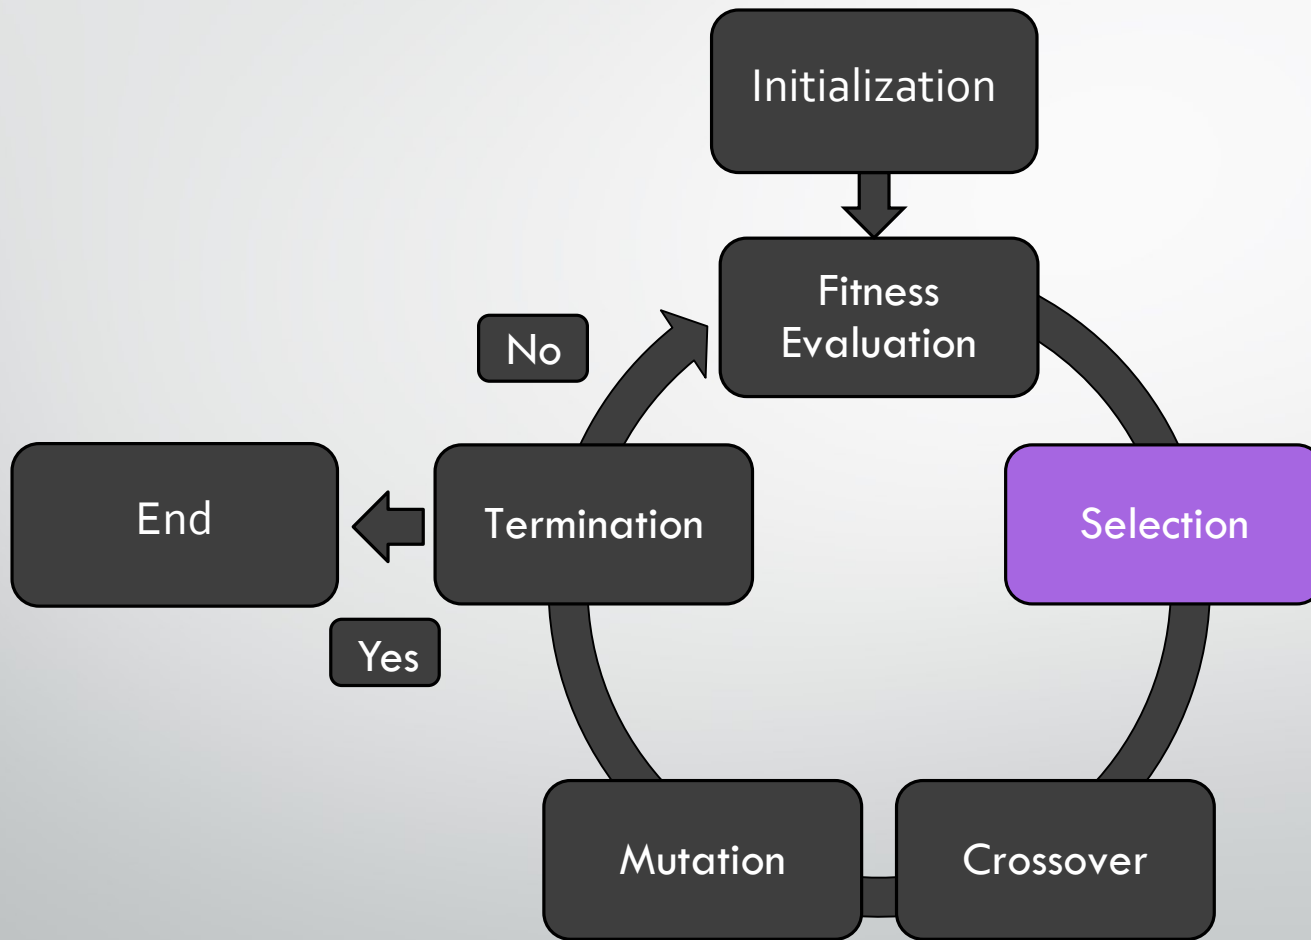 Initialization
Fitness
Evaluation
No
End
Termination
Selection
Yes
Mutation
Crossover